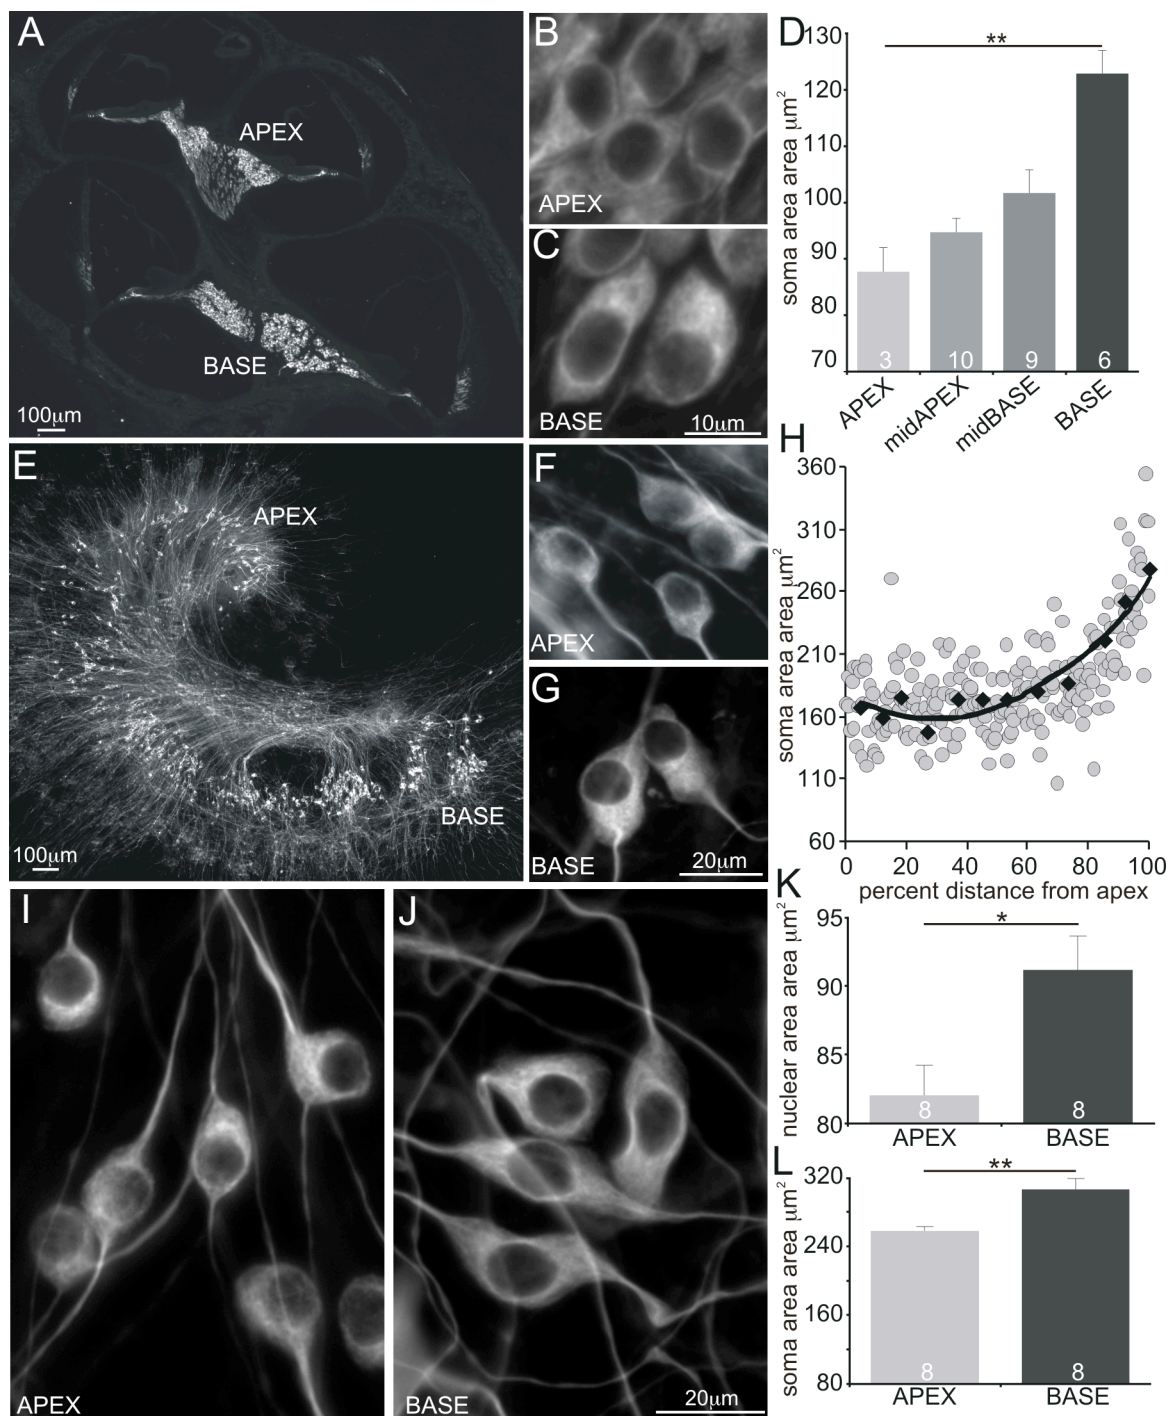 A
APEX
BASE
100μm
B
APEX
C
BASE
10μm
D
130
120
110
100
90
80
70
soma area area μm²
**
3
10
9
6
APEX
midAPEX
midBASE
BASE
E
APEX
BASE
100μm
F
APEX
G
BASE
20μm
H
360
310
260
210
160
110
60
soma area area μm²
0 20 40 60 80 100
percent distance from apex
I
APEX
J
BASE
20μm
K
95
90
85
80
nuclear area area μm²
*
8
8
APEX
BASE
L
320
240
160
80
soma area area μm²
**
8
8
APEX
BASE